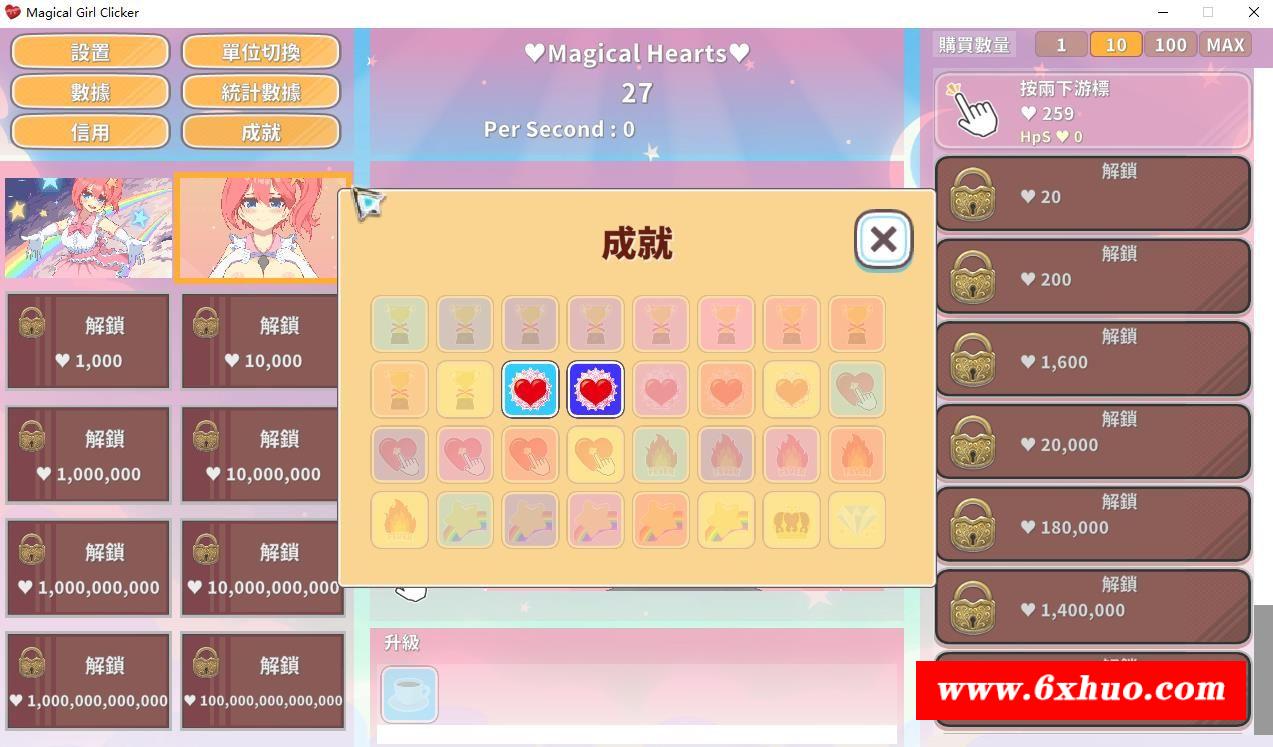 Magical Girl Clicker
設置
單位切換
數據
統計數據
信用
成就
♥Magical Hearts♥
27
Per Second : 0
購買數量
1
10
100
MAX
按兩下游標
♥ 259
HpS ♥ 0
解鎖
♥ 20
解鎖
♥ 200
解鎖
♥ 1,600
解鎖
♥ 20,000
解鎖
♥ 180,000
解鎖
♥ 1,400,000
成就
解鎖
♥ 1,000
解鎖
♥ 10,000
解鎖
♥ 1,000,000
解鎖
♥ 10,000,000
解鎖
♥ 1,000,000,000
解鎖
♥ 10,000,000,000
解鎖
♥ 1,000,000,000,000
解鎖
♥ 100,000,000,000,000
升級
www.6xhuo.com